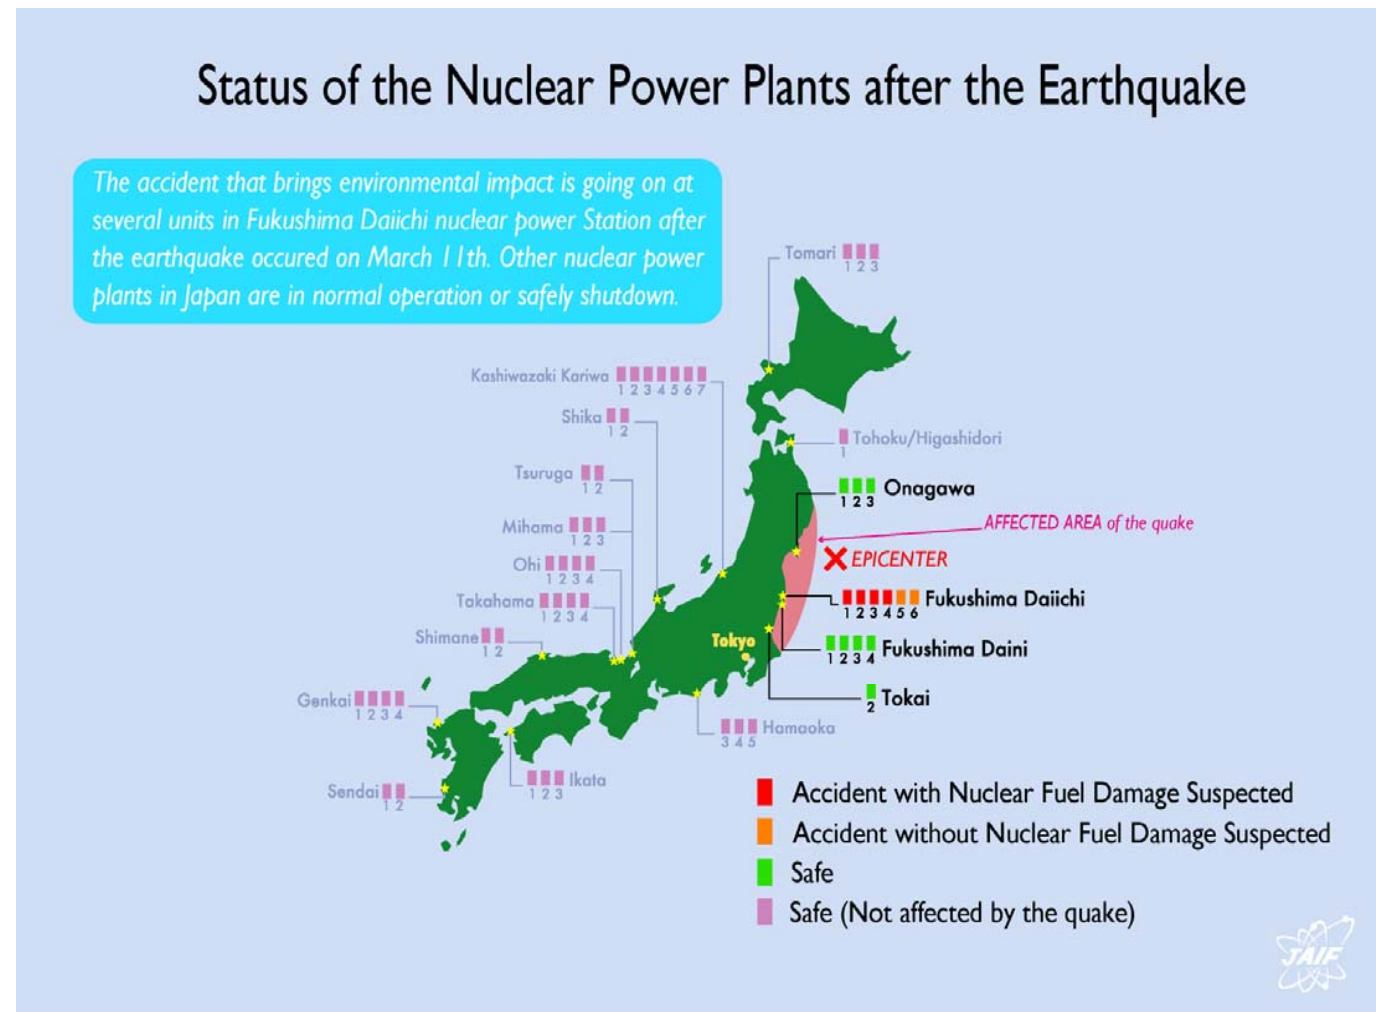 Status of the Nuclear Power Plants after the Earthquake
The accident that brings environmental impact is going on at
several units in Fukushima Daiichi nuclear power Station after
the earthquake occured on March 11th. Other nuclear power
plants in Japan are in normal operation or safely shutdown.
Tomari
1 2 3
Kashiwazaki Kariwa
1 2 3 4 5 6 7
Shika
1 2
Tohoku/Higashidori
1
Tsuruga
1 2
Onagawa
1 2 3
AFFECTED AREA of the quake
Mihama
1 2 3
EPICENTER
Ohi
1 2 3 4
Takahama
1 2 3 4
Fukushima Daiichi
1 2 3 4 5 6
Shimane
1 2
Tokyo
Fukushima Daini
1 2 3 4
Genkai
1 2 3 4
Tokai
2
Hamaoka
3 4 5
Ikata
1 2 3
Sendai
1 2
Accident with Nuclear Fuel Damage Suspected
Accident without Nuclear Fuel Damage Suspected
Safe
Safe (Not affected by the quake)
JAIF